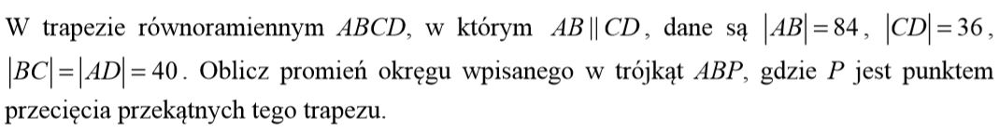 W trapezie równoramiennym ABCD, w którym AB || CD, dane są |AB| = 84, |CD| = 36,
|BC| = |AD| = 40. Oblicz promień okręgu wpisanego w trójkąt ABP, gdzie P jest punktem
przecięcia przekątnych tego trapezu.